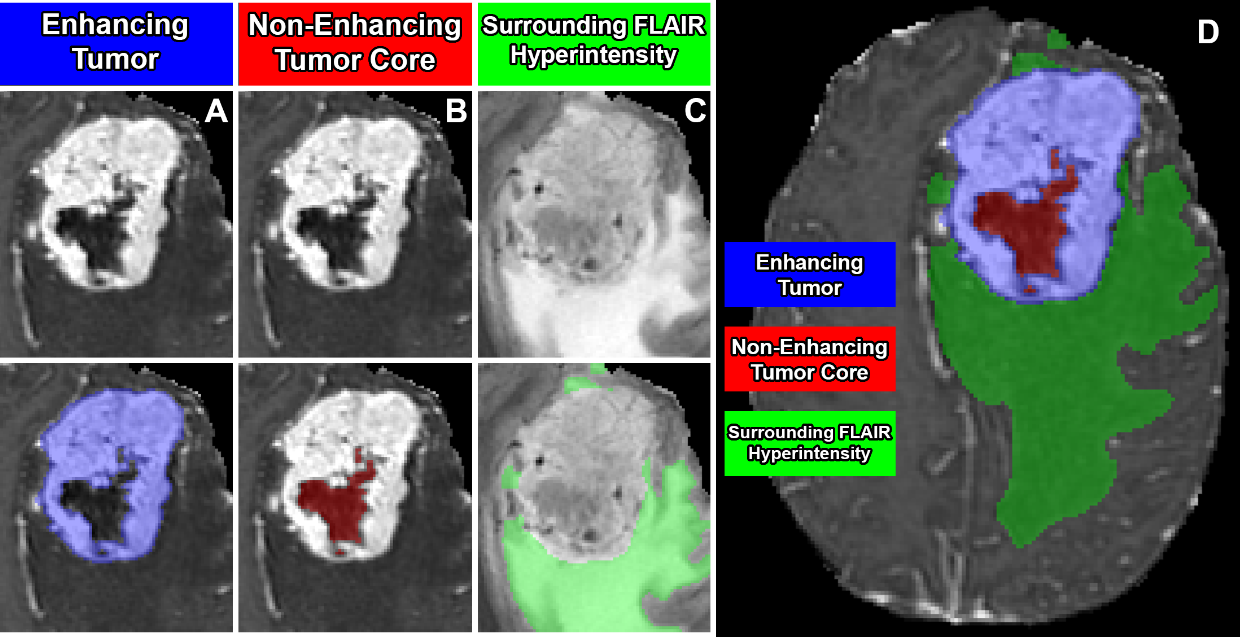 Enhancing
Tumor
Non-Enhancing
Tumor Core
Surrounding FLAIR
Hyperintensity
A
B
C
D
Enhancing
Tumor
Non-Enhancing
Tumor Core
Surrounding FLAIR
Hyperintensity